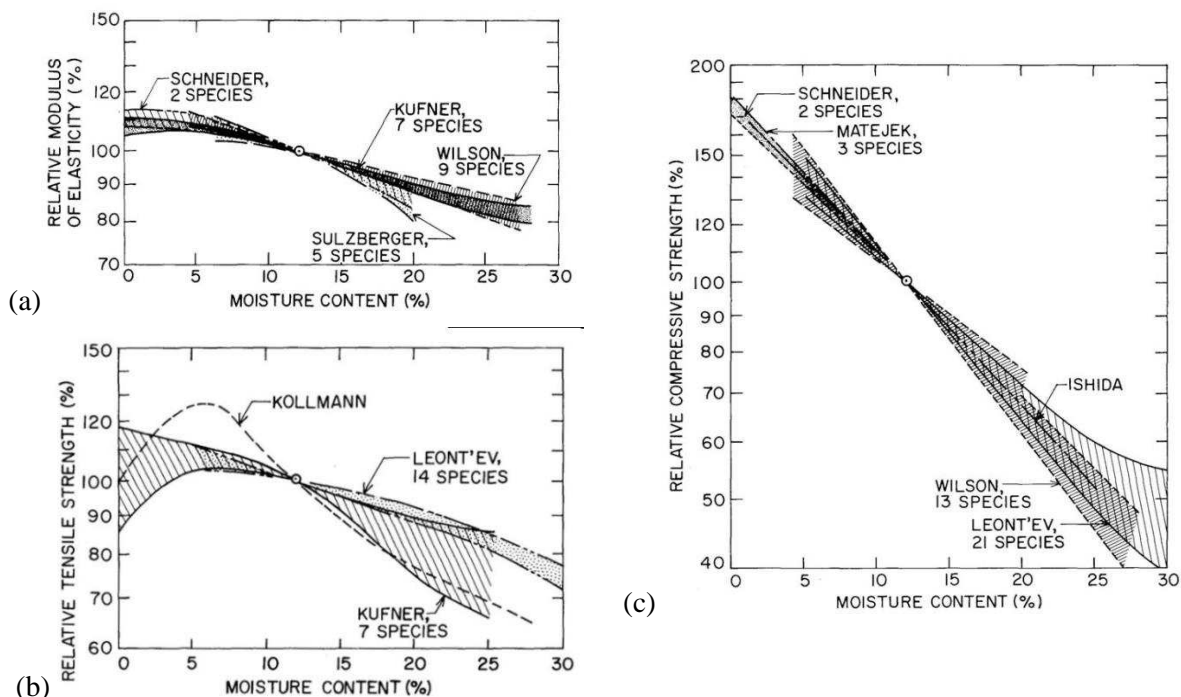 150
120
100
90
80
70
RELATIVE MODULUS
OF ELASTICITY (%)
SCHNEIDER,
2 SPECIES
KUFNER,
7 SPECIES
WILSON,
9 SPECIES
SULZBERGER,
5 SPECIES
0 5 10 15 20 25 30
MOISTURE CONTENT (%)
(a)
150
120
100
90
80
70
60
RELATIVE TENSILE STRENGTH (%)
KOLLMANN
LEONT'EV,
14 SPECIES
KUFNER,
7 SPECIES
0 5 10 15 20 25 30
MOISTURE CONTENT (%)
(b)
200
150
120
100
90
80
70
60
50
40
RELATIVE COMPRESSIVE STRENGTH (%)
SCHNEIDER,
2 SPECIES
MATEJEK,
3 SPECIES
ISHIDA
WILSON,
13 SPECIES
LEONT'EV,
21 SPECIES
0 5 10 15 20 25 30
MOISTURE CONTENT (%)
(c)